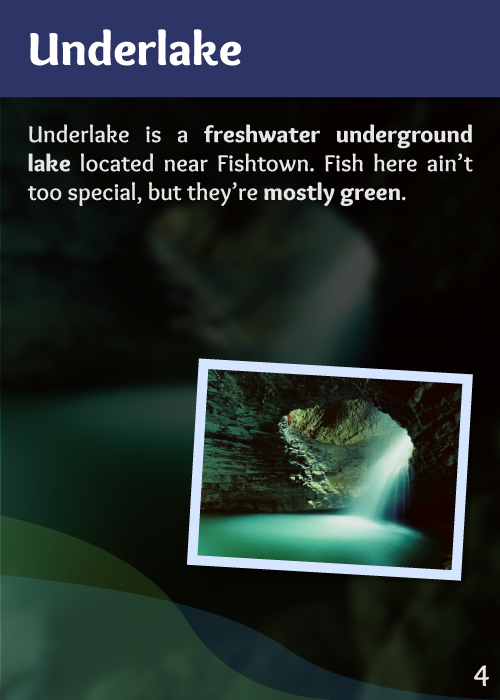 Underlake
Underlake is a freshwater underground
lake located near Fishtown. Fish here ain’t
too special, but they’re mostly green.
4